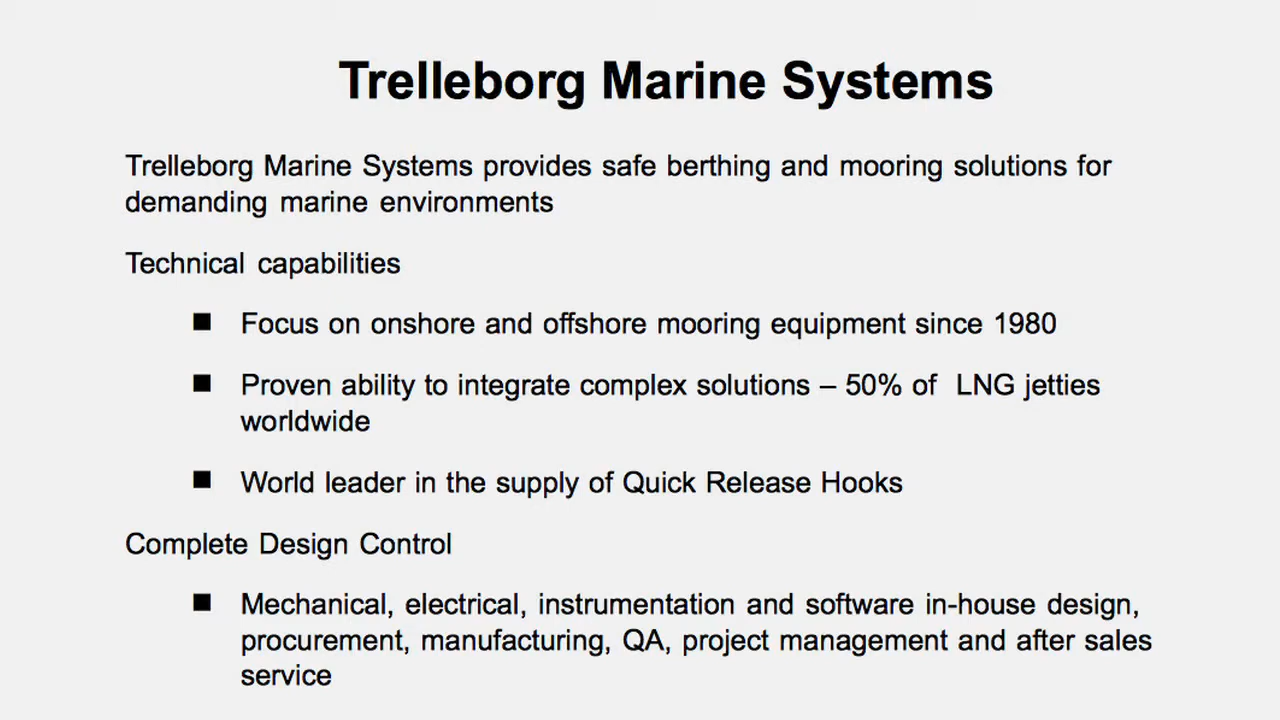 Trelleborg Marine Systems
Trelleborg Marine Systems provides safe berthing and mooring solutions for
demanding marine environments
Technical capabilities
■ Focus on onshore and offshore mooring equipment since 1980
■ Proven ability to integrate complex solutions – 50% of  LNG jetties
worldwide
■ World leader in the supply of Quick Release Hooks
Complete Design Control
■ Mechanical, electrical, instrumentation and software in-house design,
procurement, manufacturing, QA, project management and after sales
service